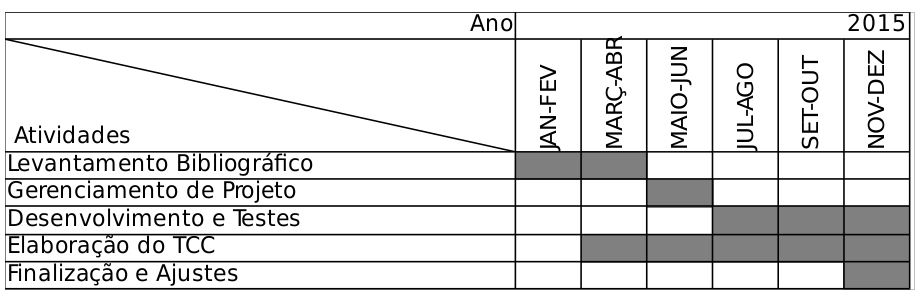 Ano 2015
Atividades JAN-FEV MARÇ-ABR MAIO-JUN JUL-AGO SET-OUT NOV-DEZ
Levantamento Bibliográfico
Gerenciamento de Projeto
Desenvolvimento e Testes
Elaboração do TCC
Finalização e Ajustes